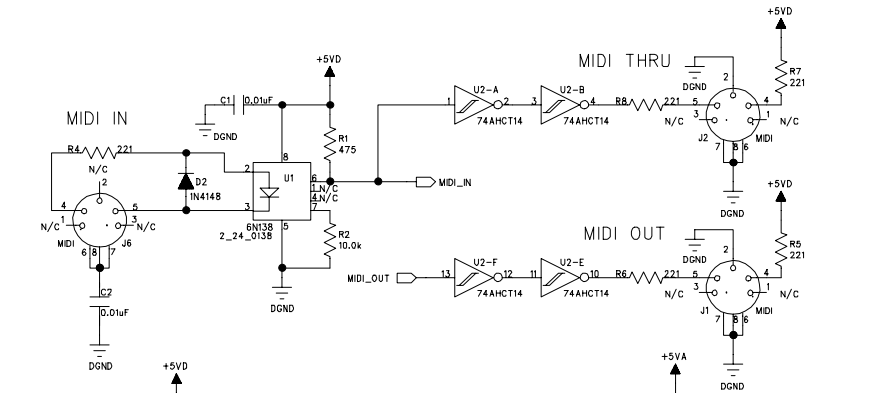 +5VD
+5VD
MIDI THRU
R7
221
DGND
2
C1
0.01uF
U2-A
U2-B
1
2
3
4
R8
221
5
4
DGND
74AHCT14
74AHCT14
N/C
3
1
N/C
J2
MIDI
7
8
6
DGND
MIDI IN
R1
475
R4
221
N/C
2
D2
1N4148
8
2
U1
6
1
N/C
4
N/C
7
MIDI_IN
4
5
3
N/C
1
3
N/C
MIDI
J6
6
8
7
6N138
2_24_0138
5
R2
10.0k
DGND
C2
0.01uF
DGND
+5VD
MIDI OUT
R5
221
DGND
2
MIDI_OUT
U2-F
U2-E
13
12
11
10
R6
221
5
4
74AHCT14
74AHCT14
N/C
3
1
N/C
J1
MIDI
7
8
6
DGND
+5VD
+5VA